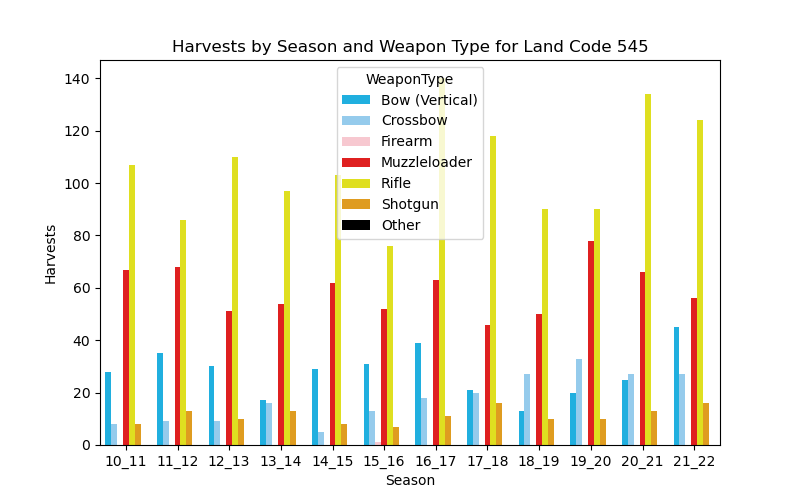 Harvests by Season and Weapon Type for Land Code 545
WeaponType
Bow (Vertical)
Crossbow
Firearm
Muzzleloader
Rifle
Shotgun
Other
Harvests
140
120
100
80
60
40
20
0
10_11 11_12 12_13 13_14 14_15 15_16 16_17 17_18 18_19 19_20 20_21 21_22
Season